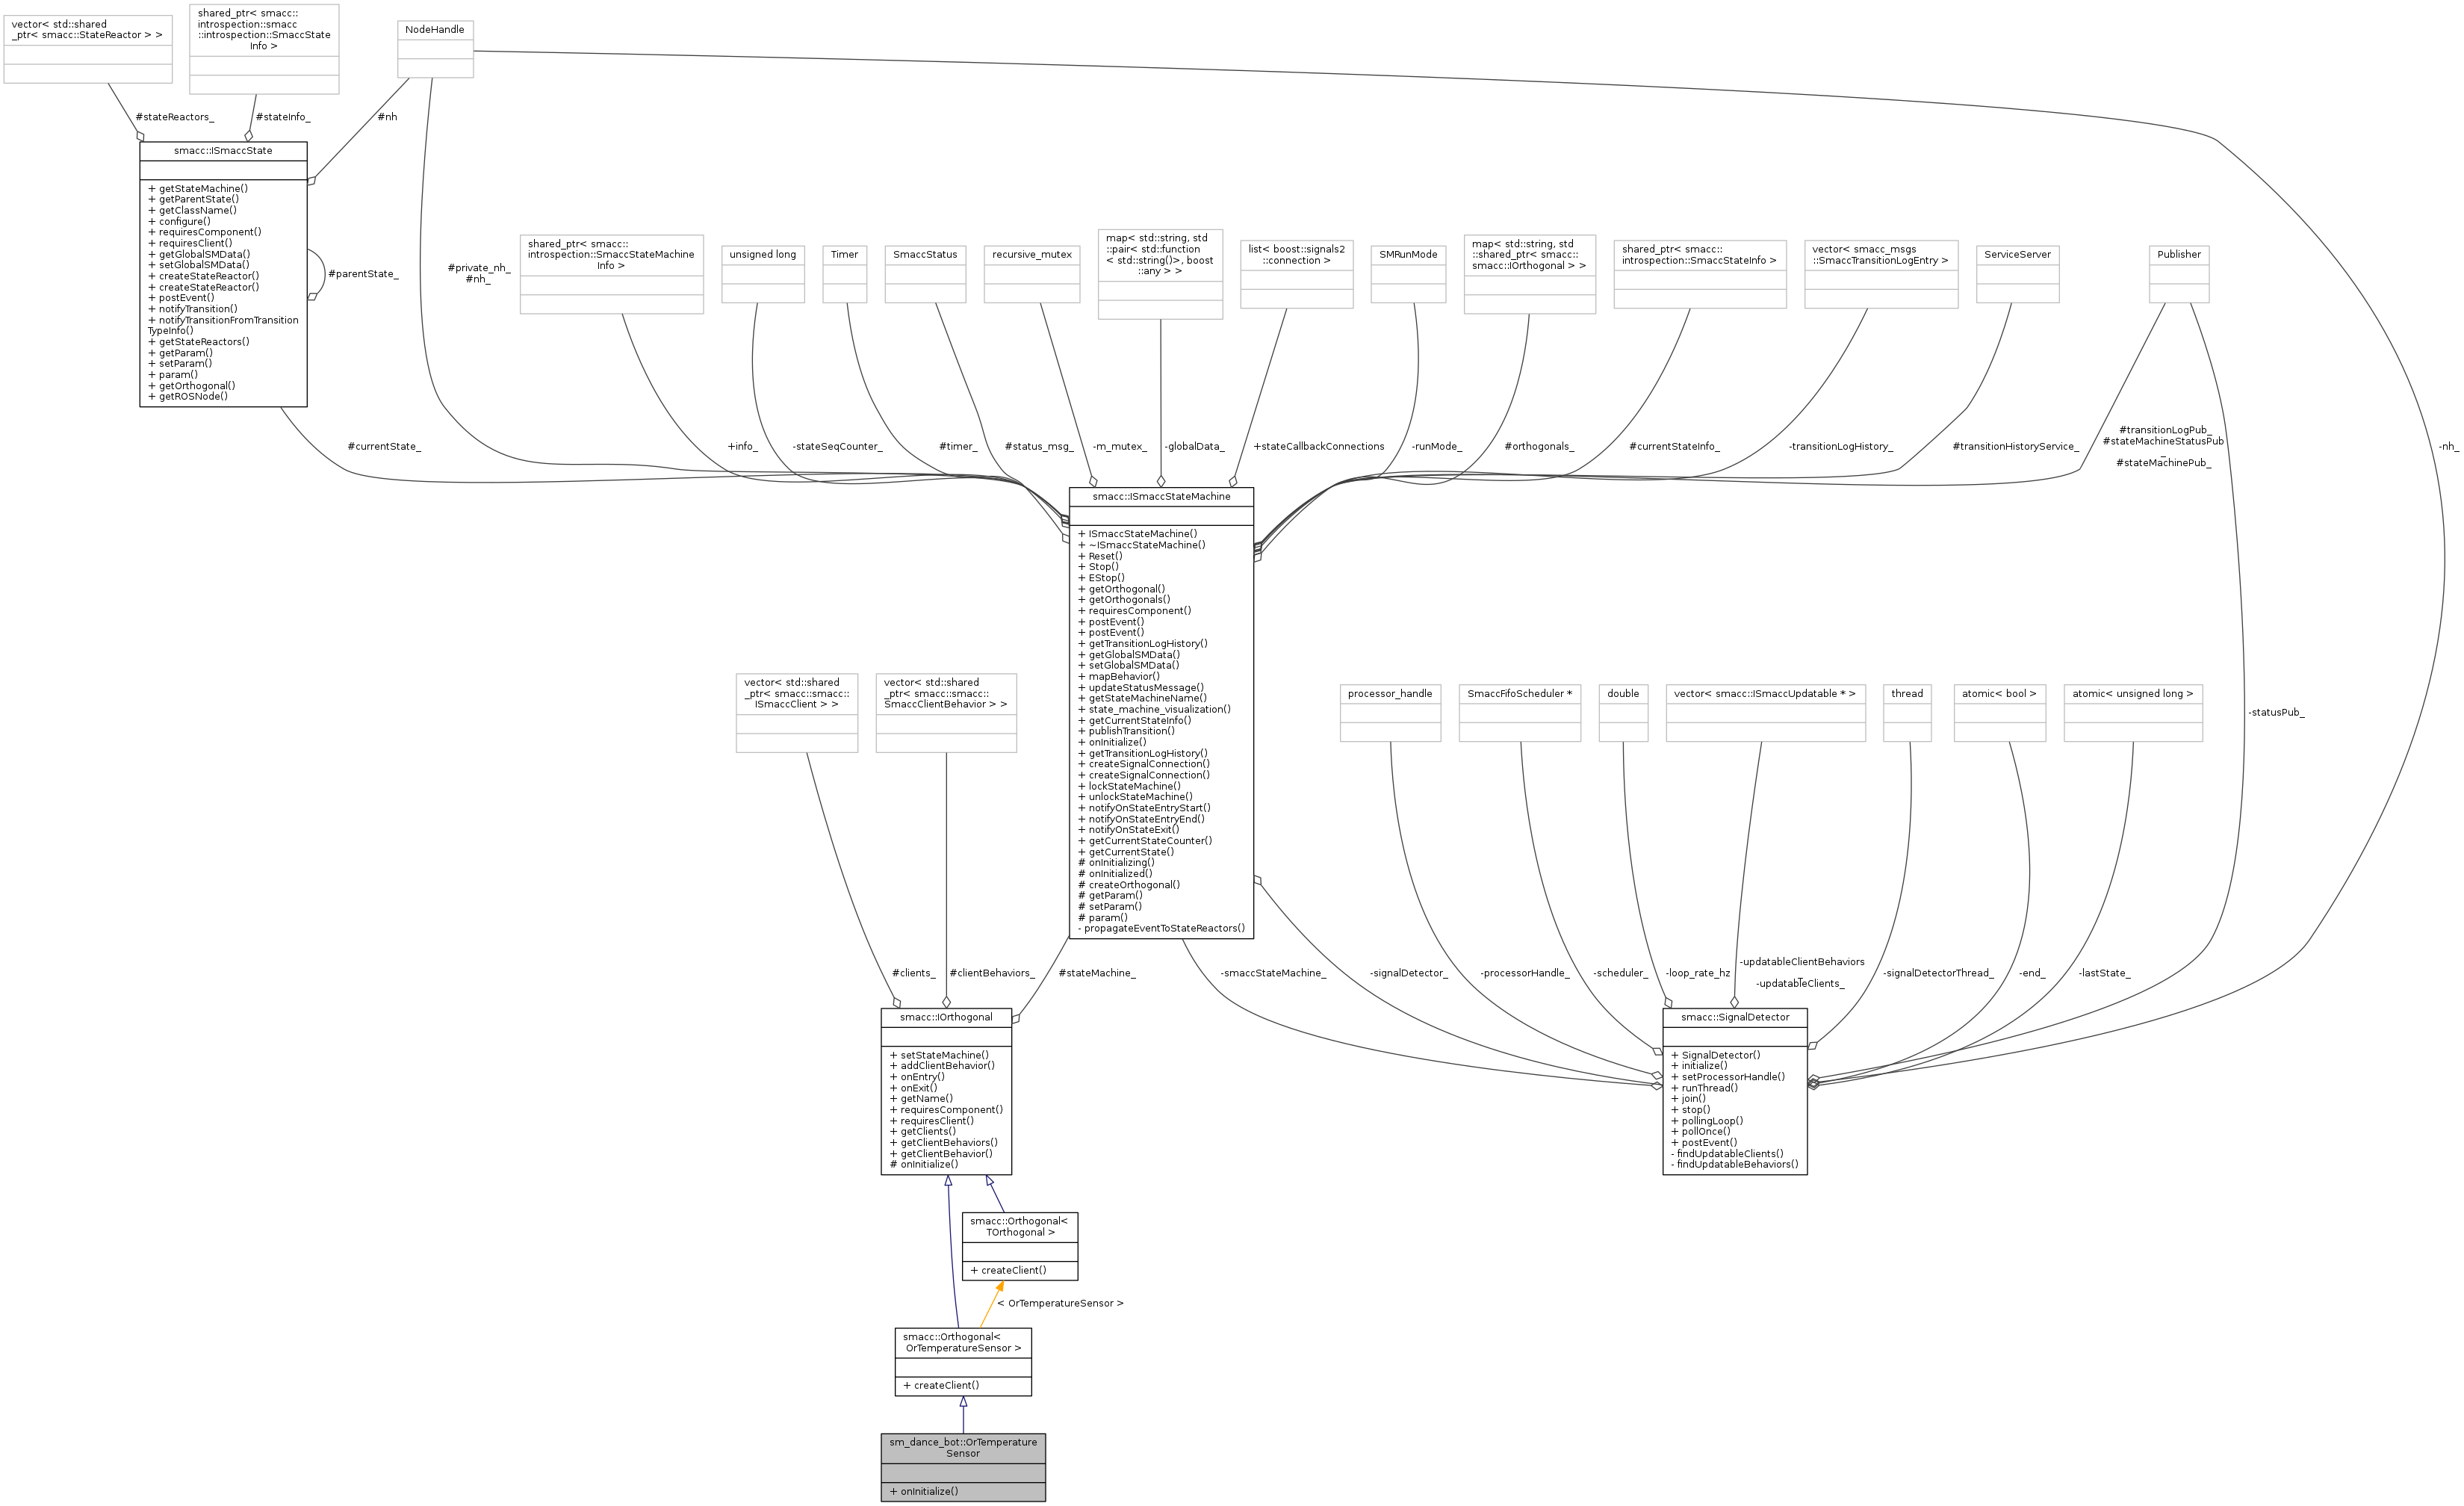 vector< std::shared
_ptr< smacc::StateReactor > >
shared_ptr< smacc::
introspection::smacc
::introspection::SmaccState
Info >
NodeHandle
#stateReactors_
#stateInfo_
#nh
smacc::ISmaccState
+ getStateMachine()
+ getParentState()
+ getClassName()
+ configure()
+ requiresComponent()
+ requiresClient()
+ getGlobalSMData()
+ setGlobalSMData()
+ createStateReactor()
+ createStateReactor()
+ postEvent()
+ notifyTransition()
+ notifyTransitionFromTransition
TypeInfo()
+ getStateReactors()
+ getParam()
+ setParam()
+ param()
+ getOrthogonal()
+ getROSNode()
#parentState_
#private_nh_
#nh_
shared_ptr< smacc::
introspection::SmaccStateMachine
Info >
unsigned long
Timer
SmaccStatus
recursive_mutex
map< std::string, std
::pair< std::function
< std::string()>, boost
::any > >
list< boost::signals2
::connection >
SMRunMode
map< std::string, std
::shared_ptr< smacc::
smacc::IOrthogonal > >
shared_ptr< smacc::
introspection::SmaccStateInfo >
vector< smacc_msgs
::SmaccTransitionLogEntry >
ServiceServer
Publisher
#currentState_
+info_
-stateSeqCounter_
#timer_
#status_msg_
-m_mutex_
-globalData_
+stateCallbackConnections
-runMode_
#orthogonals_
#currentStateInfo_
-transitionLogHistory_
#transitionHistoryService_
#transitionLogPub_
#stateMachineStatusPub
_
#stateMachinePub_
-nh_
smacc::ISmaccStateMachine
+ ISmaccStateMachine()
+ ~ISmaccStateMachine()
+ Reset()
+ Stop()
+ EStop()
+ getOrthogonal()
+ getOrthogonals()
+ requiresComponent()
+ postEvent()
+ postEvent()
+ getTransitionLogHistory()
+ getGlobalSMData()
+ setGlobalSMData()
+ mapBehavior()
+ updateStatusMessage()
+ getStateMachineName()
+ state_machine_visualization()
+ getCurrentStateInfo()
+ publishTransition()
+ onInitialize()
+ getTransitionLogHistory()
+ createSignalConnection()
+ createSignalConnection()
+ lockStateMachine()
+ unlockStateMachine()
+ notifyOnStateEntryStart()
+ notifyOnStateEntryEnd()
+ notifyOnStateExit()
+ getCurrentStateCounter()
+ getCurrentState()
# onInitializing()
# onInitialized()
# createOrthogonal()
# getParam()
# setParam()
# param()
- propagateEventToStateReactors()
vector< std::shared
_ptr< smacc::smacc::
ISmaccClient > >
vector< std::shared
_ptr< smacc::smacc::
SmaccClientBehavior > >
processor_handle
SmaccFifoScheduler *
double
vector< smacc::ISmaccUpdatable * >
thread
atomic< bool >
atomic< unsigned long >
-statusPub_
#clients_
#clientBehaviors_
#stateMachine_
-smaccStateMachine_
-signalDetector_
-processorHandle_
-scheduler_
-loop_rate_hz
-updatableClientBehaviors
_
-updatableClients_
-signalDetectorThread_
-end_
-lastState_
smacc::IOrthogonal
+ setStateMachine()
+ addClientBehavior()
+ onEntry()
+ onExit()
+ getName()
+ requiresComponent()
+ requiresClient()
+ getClients()
+ getClientBehaviors()
+ getClientBehavior()
# onInitialize()
smacc::SignalDetector
+ SignalDetector()
+ initialize()
+ setProcessorHandle()
+ runThread()
+ join()
+ stop()
+ pollingLoop()
+ pollOnce()
+ postEvent()
- findUpdatableClients()
- findUpdatableBehaviors()
smacc::Orthogonal<
TOrthogonal >
+ createClient()
< OrTemperatureSensor >
smacc::Orthogonal<
OrTemperatureSensor >
+ createClient()
sm_dance_bot::OrTemperature
Sensor
+ onInitialize()